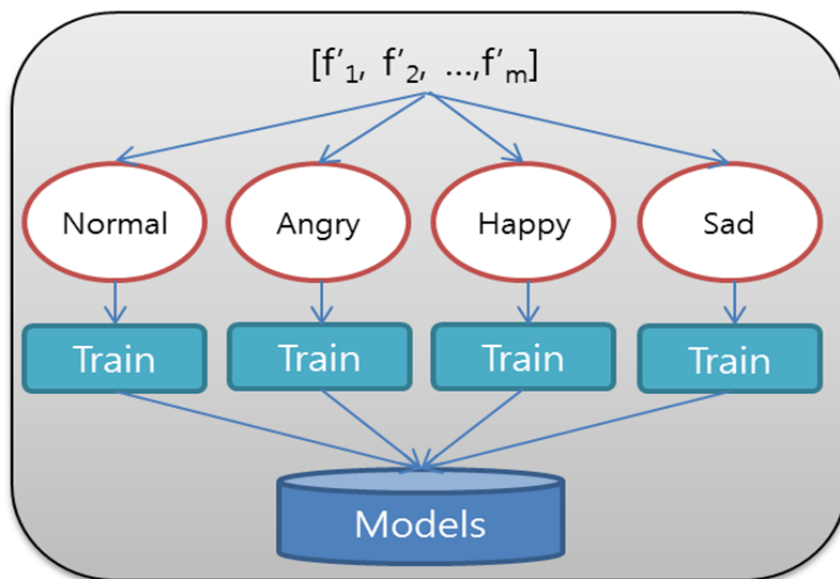 [f'1, f'2, ...,f'm]
Normal
Angry
Happy
Sad
Train
Train
Train
Train
Models